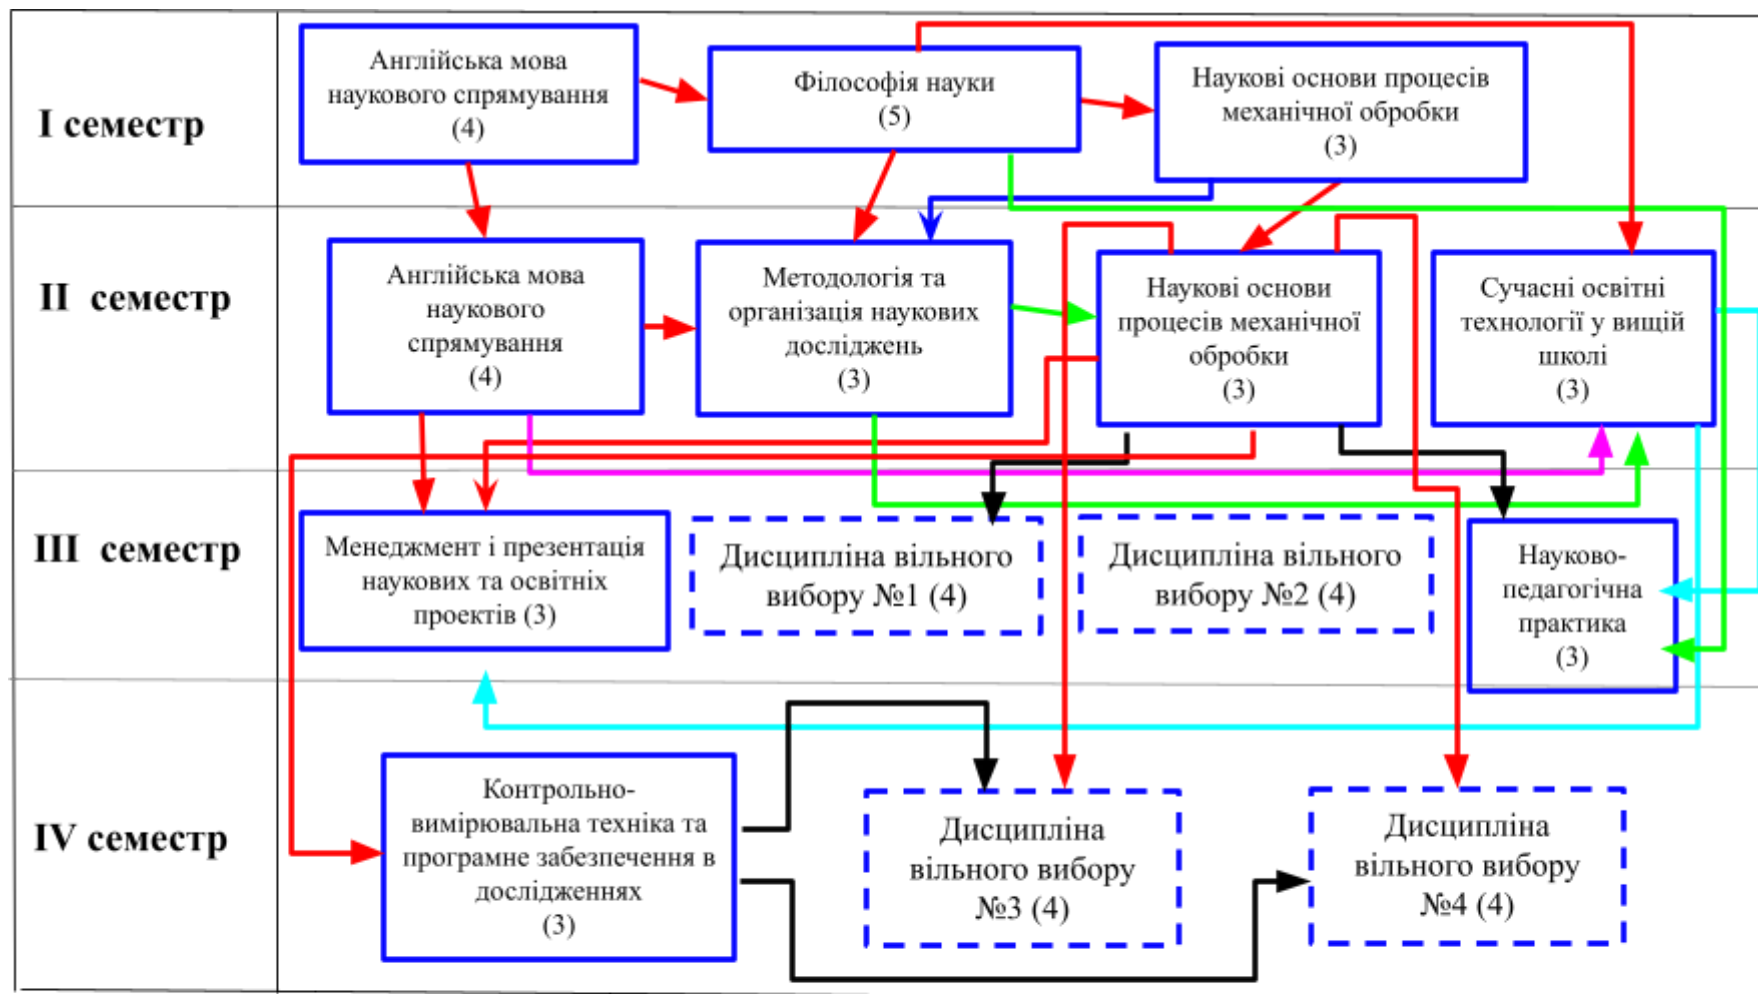 I семестр
Англійська мова
наукового спрямування
(4)
Філософія науки
(5)
Наукові основи процесів
механічної обробки
(3)
II семестр
Англійська мова
наукового
спрямування
(4)
Методологія та
організація наукових
досліджень
(3)
Наукові основи
процесів механічної
обробки
(3)
Сучасні освітні
технології у вищій
школі
(3)
III семестр
Менеджмент і презентація
наукових та освітніх
проектів (3)
Дисципліна вільного
вибору №1 (4)
Дисципліна вільного
вибору №2 (4)
Науково-
педагогічна
практика
(3)
IV семестр
Контрольно-
вимірювальна техніка та
програмне забезпечення в
дослідженнях
(3)
Дисципліна
вільного вибору
№3 (4)
Дисципліна
вільного вибору
№4 (4)